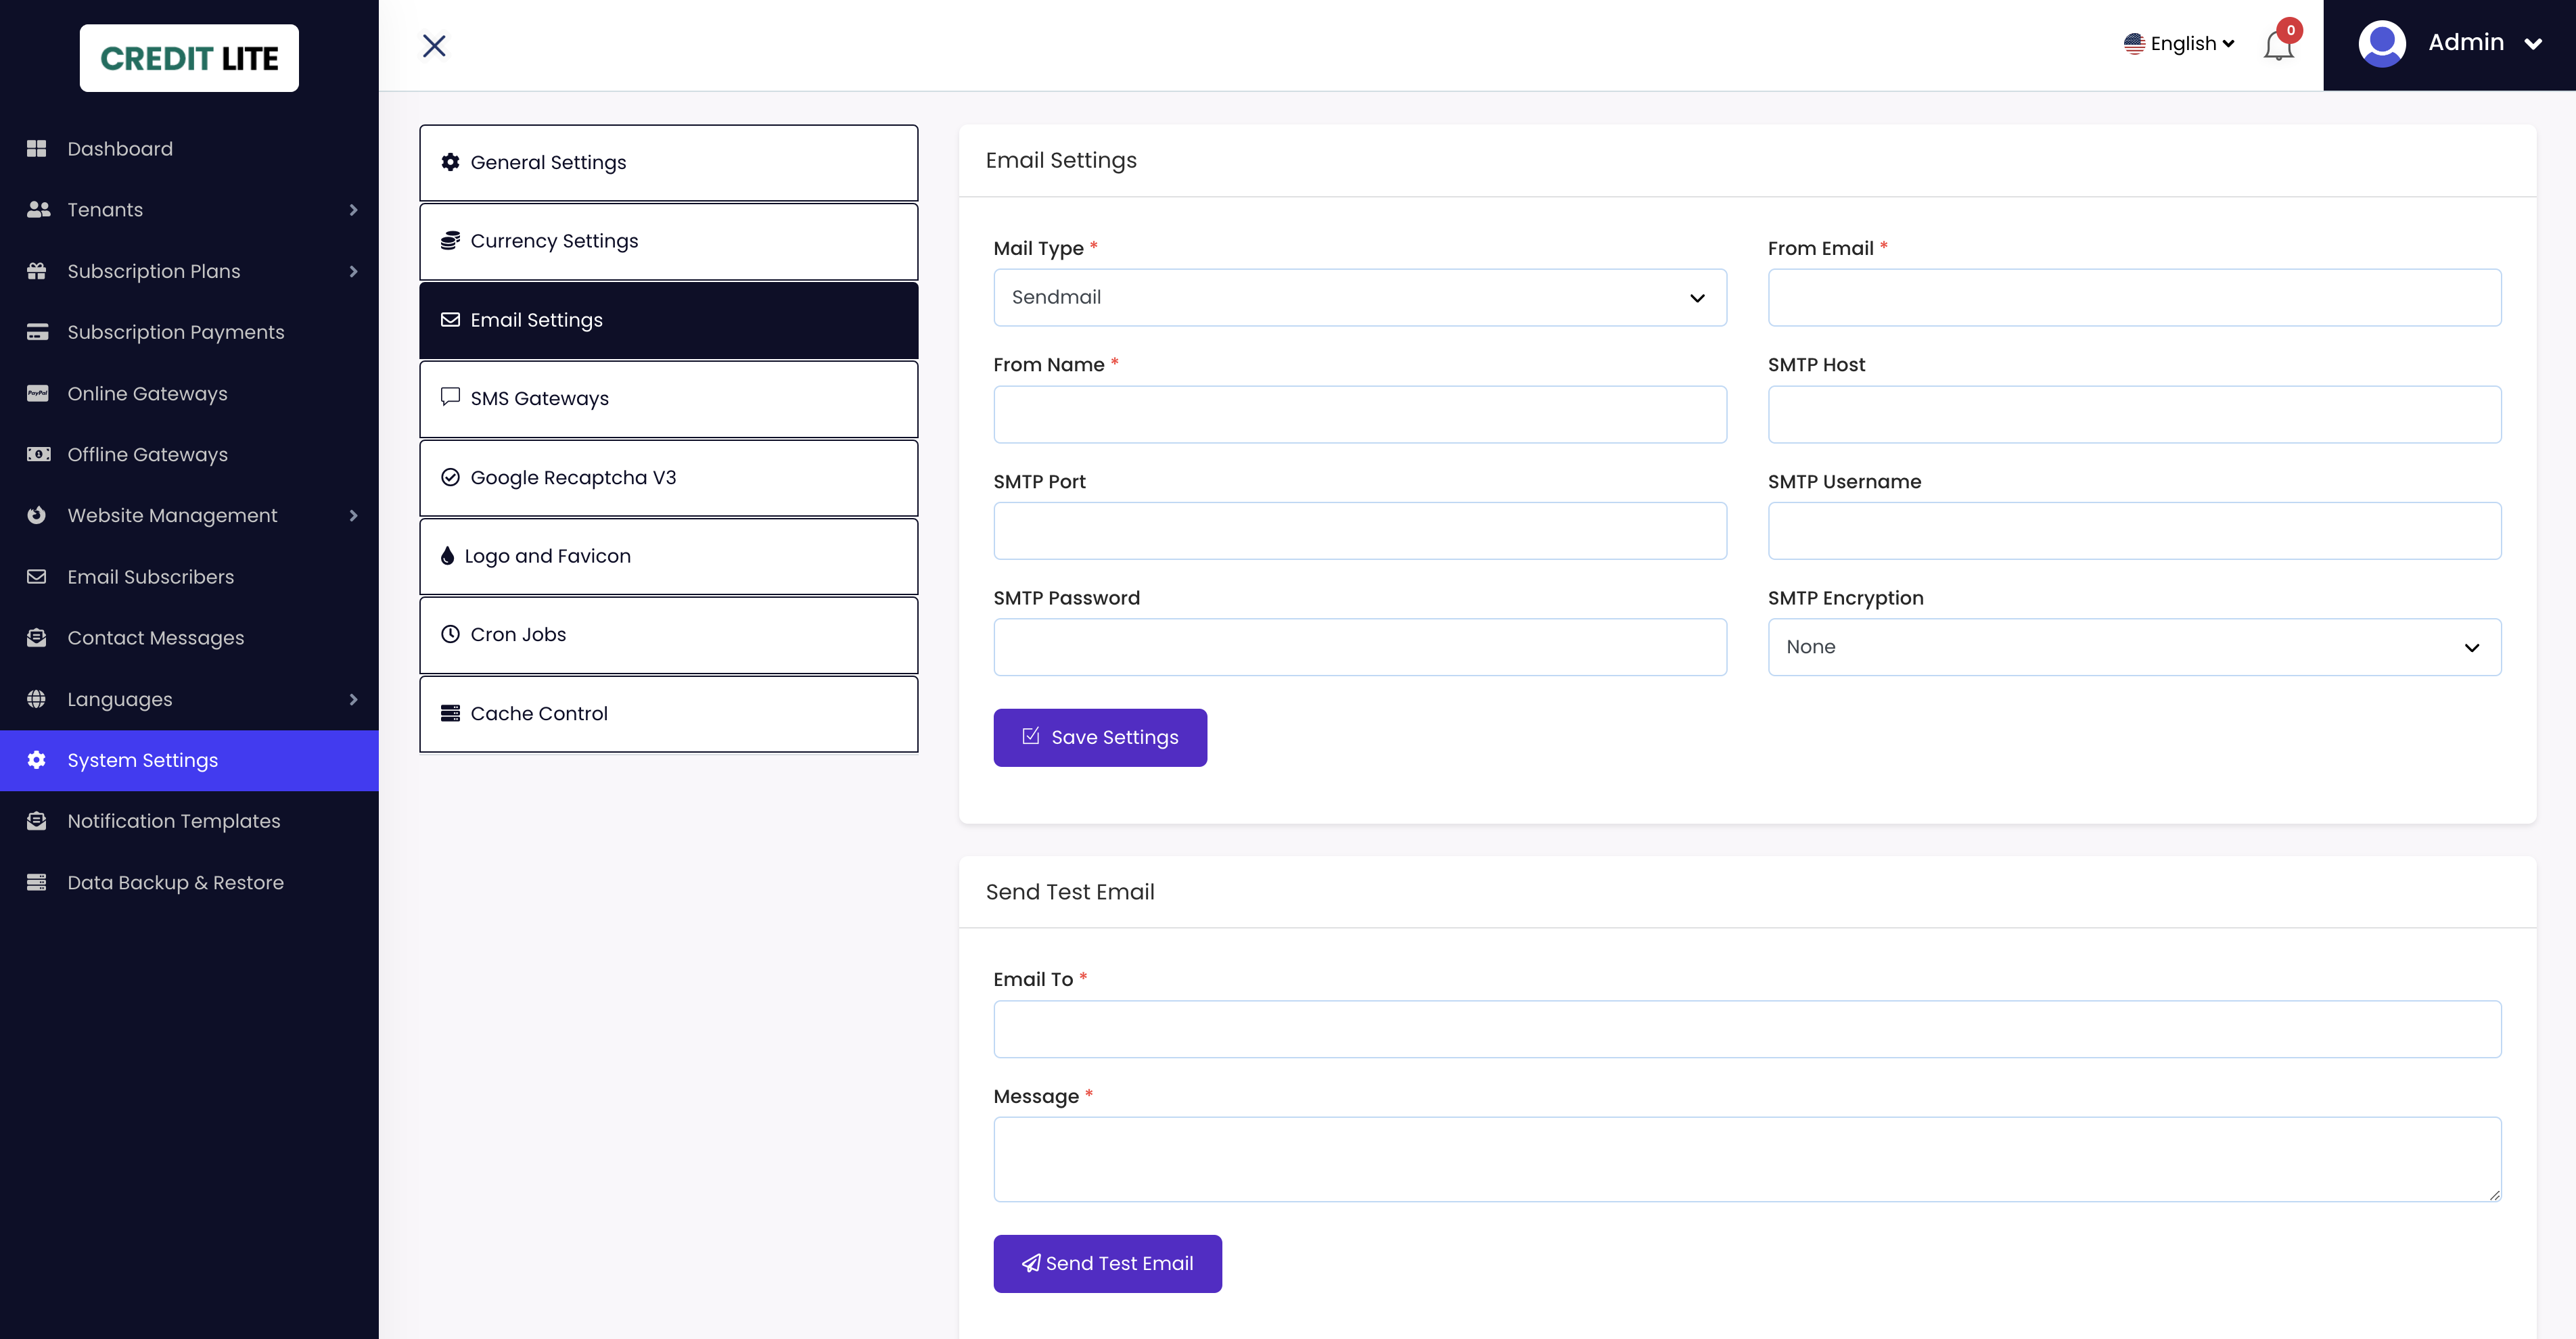 CREDIT LITE
English
0
Admin
Dashboard
Tenants
Subscription Plans
Subscription Payments
PayPal
Online Gateways
Offline Gateways
Website Management
Email Subscribers
Contact Messages
Languages
System Settings
Notification Templates
Data Backup & Restore
General Settings
Currency Settings
Email Settings
SMS Gateways
Google Recaptcha V3
Logo and Favicon
Cron Jobs
Cache Control
Email Settings
Mail Type *
Sendmail
From Email *
From Name *
SMTP Host
SMTP Port
SMTP Username
SMTP Password
SMTP Encryption
None
Save Settings
Send Test Email
Email To *
Message *
Send Test Email